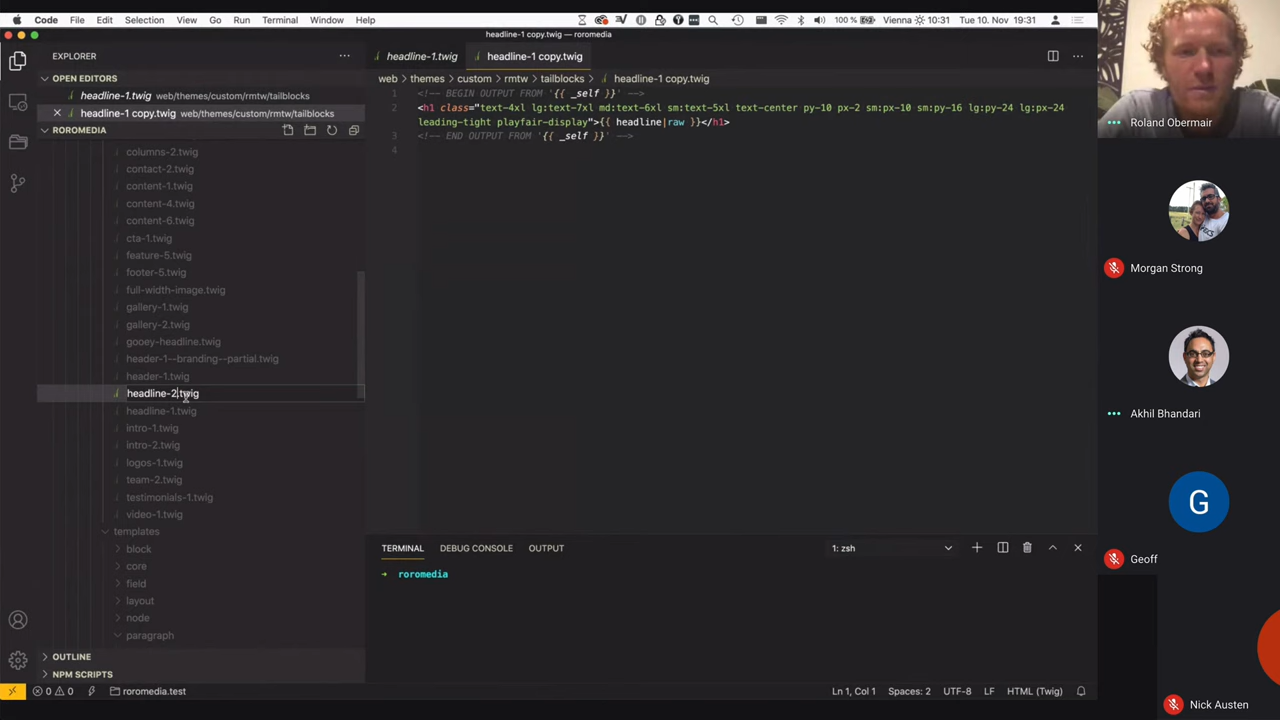 Code File Edit Selection View Go Run Terminal Window Help
100 % Vienna 10:31 Tue 10. Nov 19:31
headline-1 copy.twig — roromedia
EXPLORER
headline-1.twig
headline-1 copy.twig
OPEN EDITORS
headline-1.twig web/themes/custom/rmtw/tailblocks
headline-1 copy.twig web/themes/custom/rmtw/tailblocks
ROROMEDIA
columns-2.twig
contact-2.twig
content-1.twig
content-4.twig
content-6.twig
cta-1.twig
feature-5.twig
footer-5.twig
full-width-image.twig
gallery-1.twig
gallery-2.twig
gooey-headline.twig
header-1--branding--partial.twig
header-1.twig
headline-2.twig
headline-1.twig
intro-1.twig
intro-2.twig
logos-1.twig
team-2.twig
testimonials-1.twig
video-1.twig
templates
block
core
field
layout
node
paragraph
OUTLINE
NPM SCRIPTS
web > themes > custom > rmtw > tailblocks > headline-1 copy.twig
1 <!-- BEGIN OUTPUT FROM '{{ _self }}' -->
2 <h1 class="text-4xl lg:text-7xl md:text-6xl sm:text-5xl text-center py-10 px-2 sm:px-10 sm:py-16 lg:py-24 lg:px-24
leading-tight playfair-display">{{ headline|raw }}</h1>
3 <!-- END OUTPUT FROM '{{ _self }}' -->
4
TERMINAL DEBUG CONSOLE OUTPUT
1: zsh
→ roromedia
0 0 roromedia.test
Ln 1, Col 1 Spaces: 2 UTF-8 LF HTML (Twig)
Roland Obermair
Morgan Strong
Akhil Bhandari
G
Geoff
Nick Austen